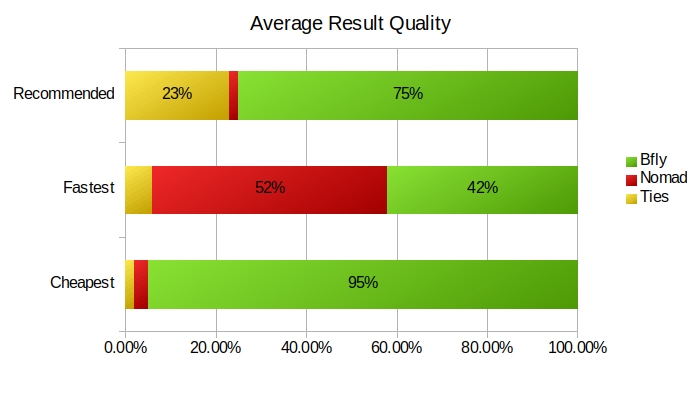 Average Result Quality
Recommended
23%
75%
Fastest
52%
42%
Cheapest
95%
0.00%
20.00%
40.00%
60.00%
80.00%
100.00%
Bfly
Nomad
Ties